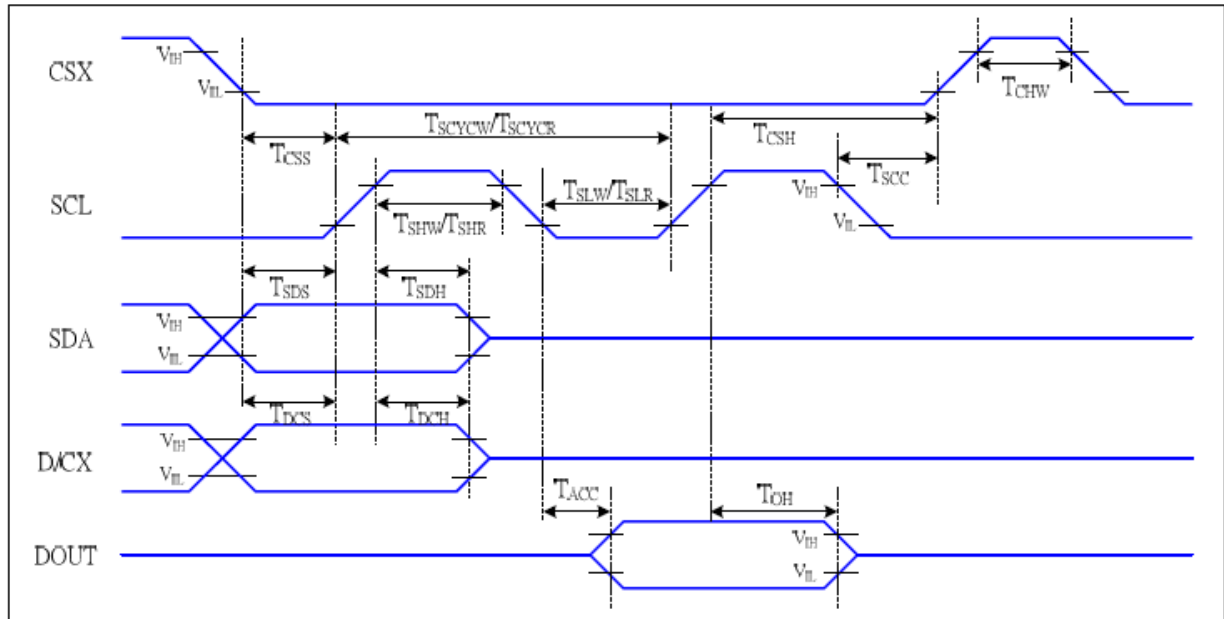 CSX
VIH
VIL
TCHW
TSCYCW/TSCYCR
TCSS
TCSH
TSCC
SCL
TSHW/TSHR
TSLW/TSLR
VIH
VIL
TSDS
TSDH
SDA
VIH
VIL
TDCS
TDCH
D/CX
VIH
VIL
TACC
TOH
DOUT
VIH
VIL